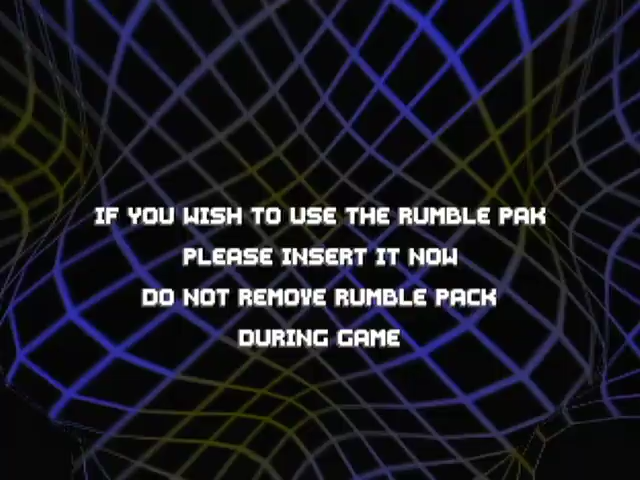 IF YOU WISH TO USE THE RUMBLE PAK
PLEASE INSERT IT NOW
DO NOT REMOVE RUMBLE PACK
DURING GAME